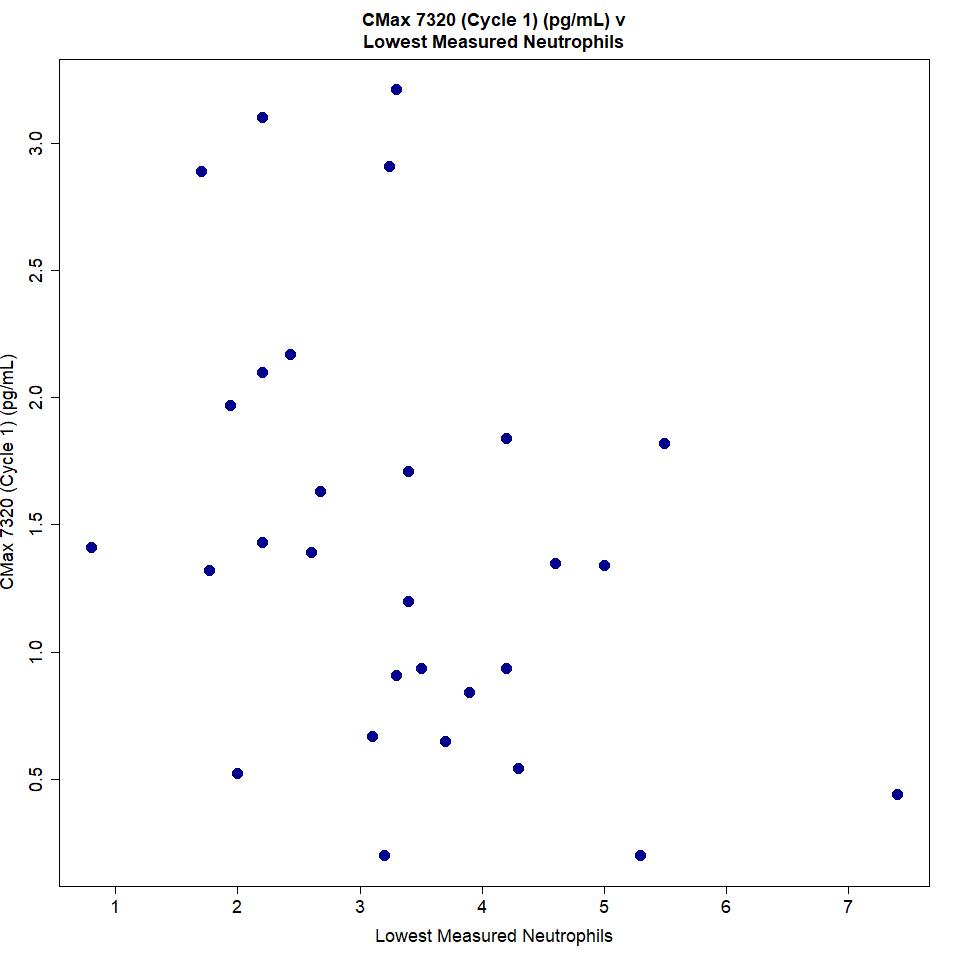 CMax 7320 (Cycle 1) (pg/mL) v
Lowest Measured Neutrophils
CMax 7320 (Cycle 1) (pg/mL)
3.0
2.5
2.0
1.5
1.0
0.5
1 2 3 4 5 6 7
Lowest Measured Neutrophils